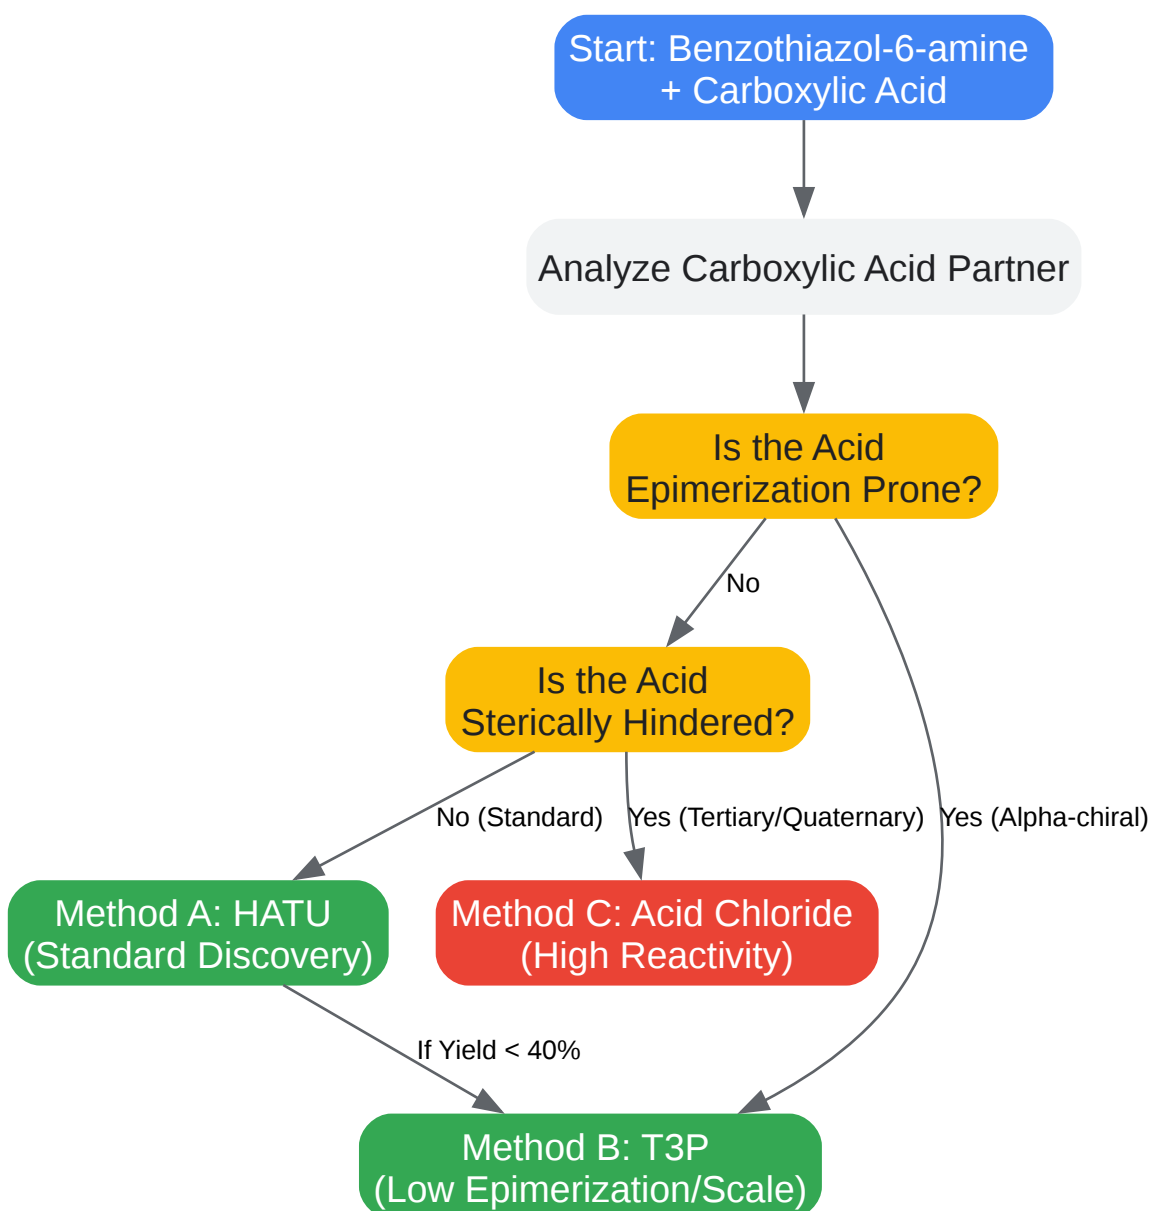 Start: Benzothiazol-6-amine
+ Carboxylic Acid
Analyze Carboxylic Acid Partner
Is the Acid
Epimerization Prone?
No
Is the Acid
Sterically Hindered?
No (Standard)
Yes (Tertiary/Quaternary)
Yes (Alpha-chiral)
Method A: HATU
(Standard Discovery)
Method C: Acid Chloride
(High Reactivity)
If Yield < 40%
Method B: T3P
(Low Epimerization/Scale)